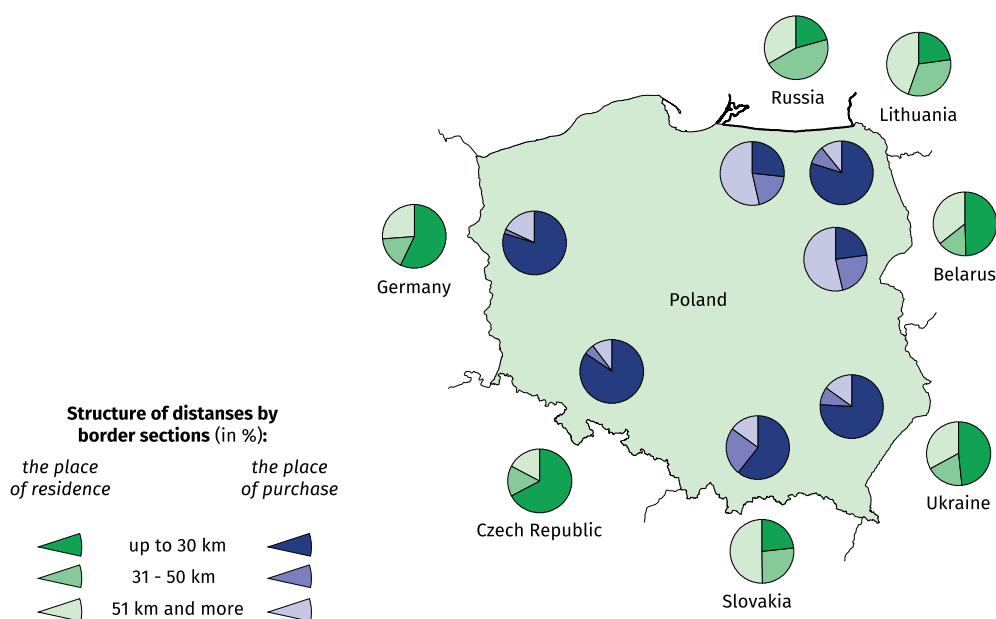 Russia
Lithuania
Germany
Belarus
Poland
Structure of distanses by
border sections (in %):
the place
of residence
the place
of purchase
up to 30 km
31 - 50 km
51 km and more
Czech Republic
Ukraine
Slovakia